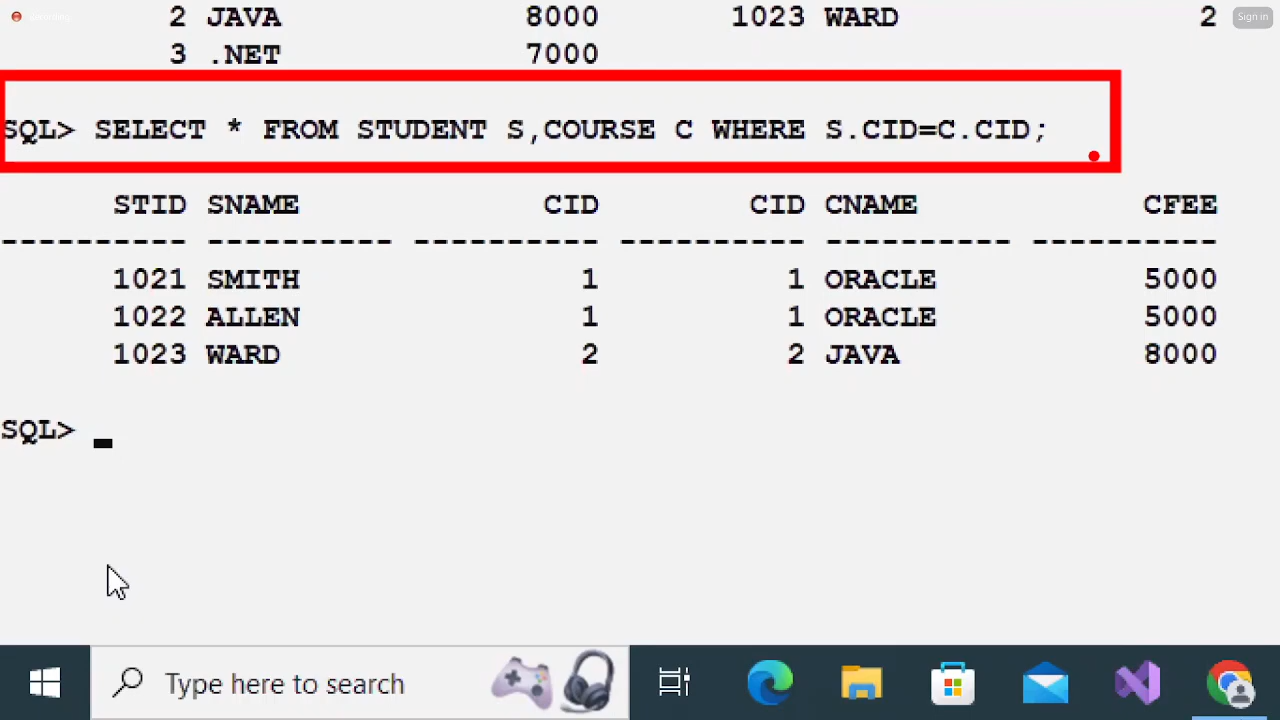 Sign in
2 JAVA 8000 1023 WARD 2
3 .NET 7000
SQL> SELECT * FROM STUDENT S,COURSE C WHERE S.CID=C.CID;
STID SNAME CID CID CNAME CFEE
---------- ---------- ---------- ---------- ---------- ----------
1021 SMITH 1 1 ORACLE 5000
1022 ALLEN 1 1 ORACLE 5000
1023 WARD 2 2 JAVA 8000
SQL>
Type here to search